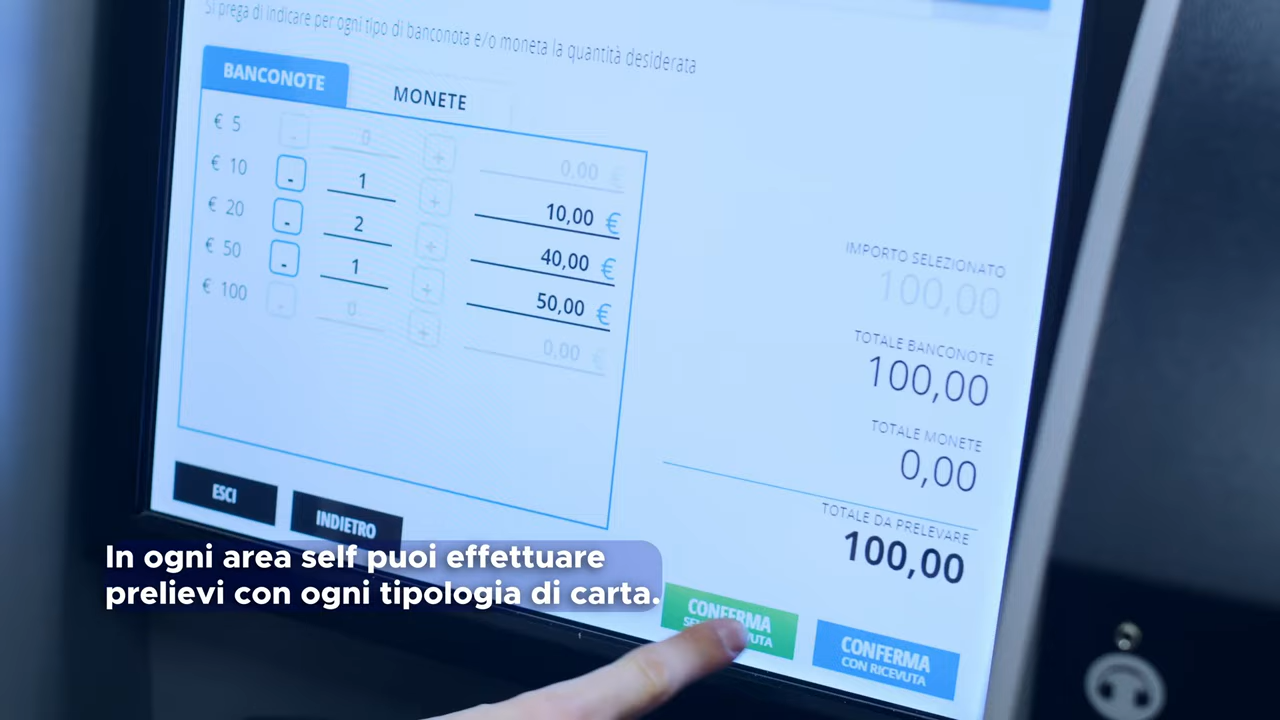 Si prega di indicare per ogni tipo di banconota e/o moneta la quantità desiderata
BANCONOTE
MONETE
€ 5 - 0 + 0,00 €
€ 10 - 1 + 10,00 €
€ 20 - 2 + 40,00 €
€ 50 - 1 + 50,00 €
€ 100 - 0 + 0,00 €
IMPORTO SELEZIONATO
100,00
TOTALE BANCONOTE
100,00
TOTALE MONETE
0,00
TOTALE DA PRELEVARE
100,00
ESCI
INDIETRO
CONFERMA
CONFERMA
CON RICEVUTA
In ogni area self puoi effettuare
prelievi con ogni tipologia di carta.